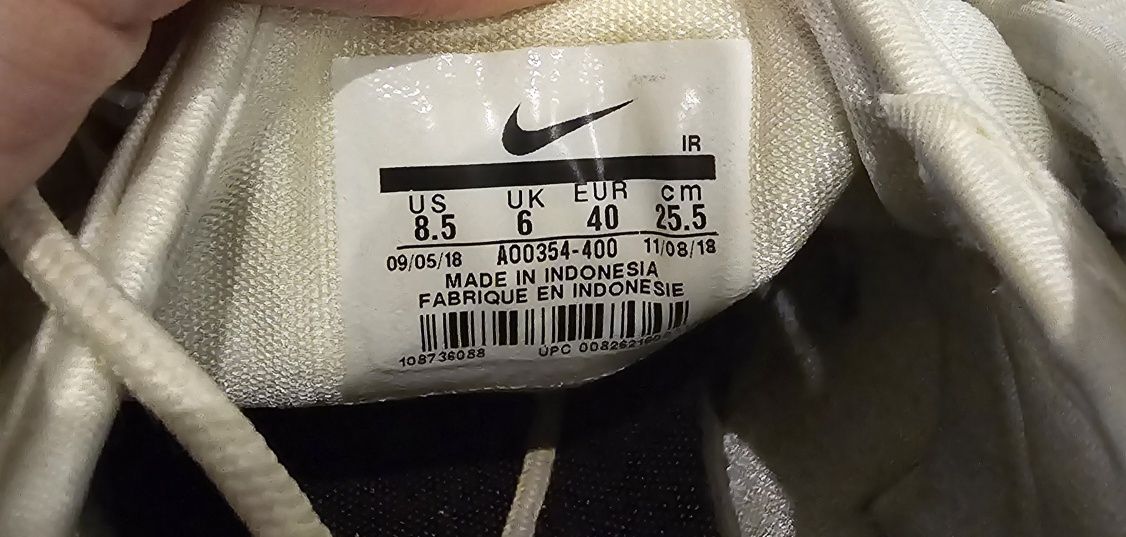 IR
US UK EUR cm
8.5 6 40 25.5
09/05/18 AO0354-400 11/08/18
MADE IN INDONESIA
FABRIQUE EN INDONESIE
108736088 UPC